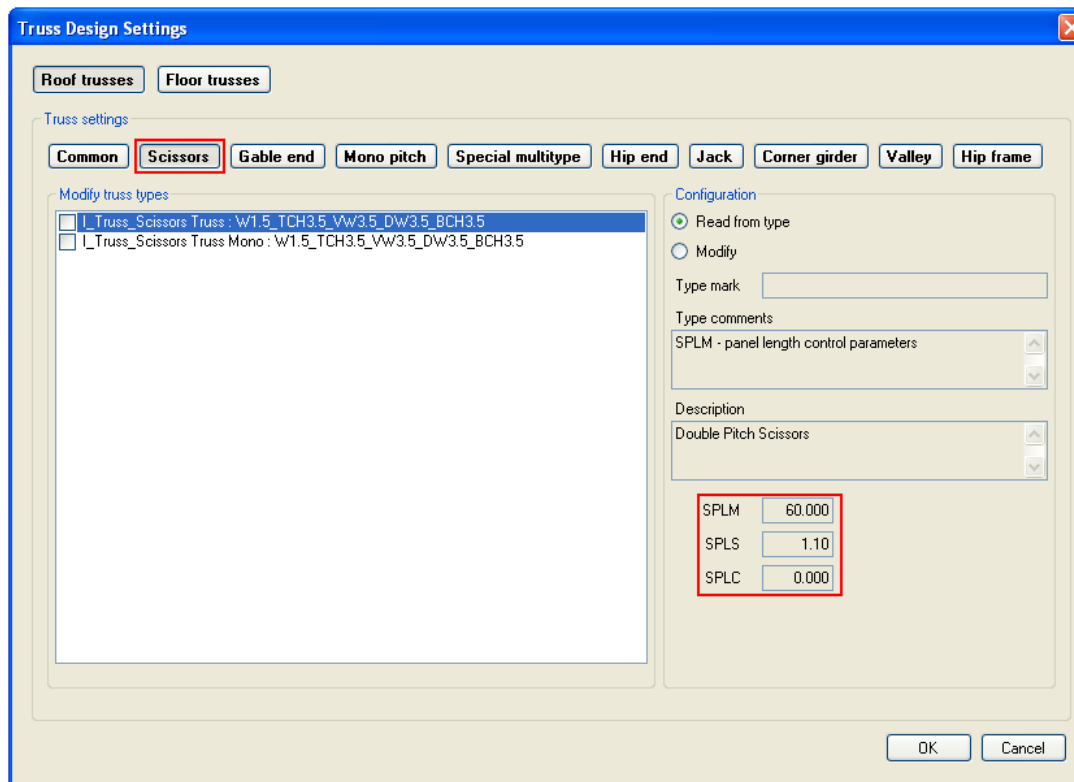 Truss Design Settings
Roof trusses Floor trusses
Truss settings
Common Scissors Gable end Mono pitch Special multitype Hip end Jack Corner girder Valley Hip frame
Modify truss types
I_Truss_Scissors Truss : W1.5_TCH3.5_VW3.5_DW3.5_BCH3.5
I_Truss_Scissors Truss Mono : W1.5_TCH3.5_VW3.5_DW3.5_BCH3.5
Configuration
Read from type
Modify
Type mark
Type comments
SPLM - panel length control parameters
Description
Double Pitch Scissors
SPLM 60.000
SPLS 1.10
SPLC 0.000
OK Cancel